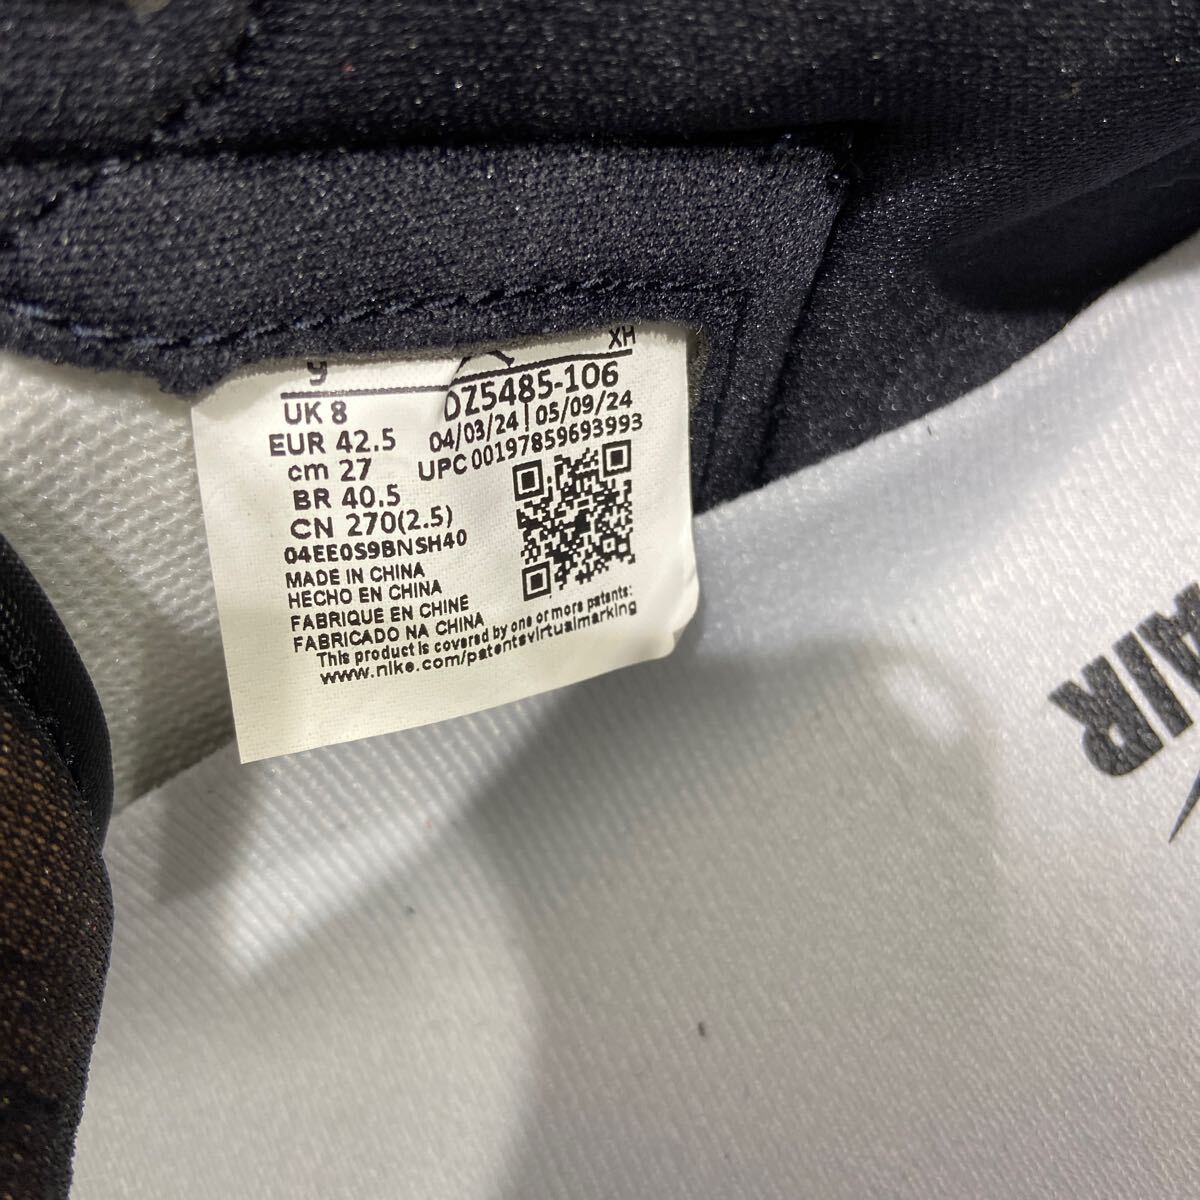 9
XH
UK 8
DZ5485-106
EUR 42.5
04/03/24 | 05/09/24
cm 27
UPC 00197859693993
BR 40.5
CN 270(2.5)
04EE0S9BNSH40
MADE IN CHINA
HECHO EN CHINA
FABRIQUE EN CHINE
FABRICADO NA CHINA
This product is covered by one or more patents:
www.nike.com/patentsvirtualmarking
AIR